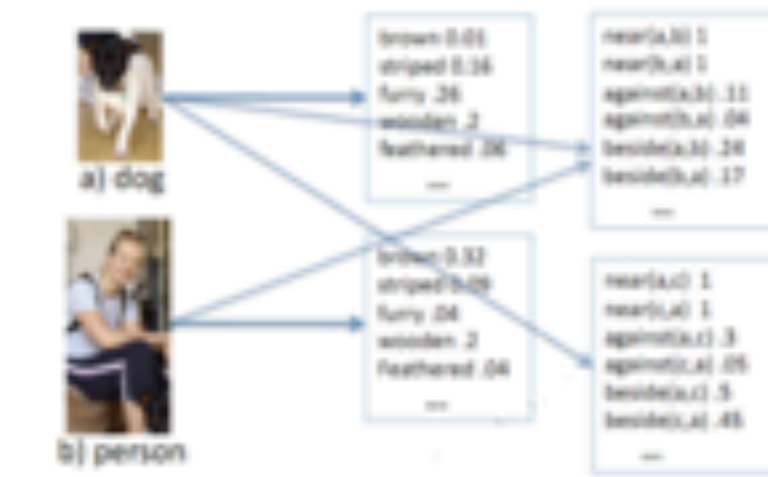 brown 0.01
striped 0.16
furry .26
wooden .2
feathered .06
...
near(a,b) 1
near(b,a) 1
against(a,b) .11
against(b,a) .04
beside(a,b) .24
beside(b,a) .17
...
a) dog
brown 0.32
striped 0.09
furry .04
wooden .2
Feathered .04
...
near(a,c) 1
near(c,a) 1
against(a,c) .3
against(c,a) .05
beside(a,c) .5
beside(c,a) .45
...
b) person